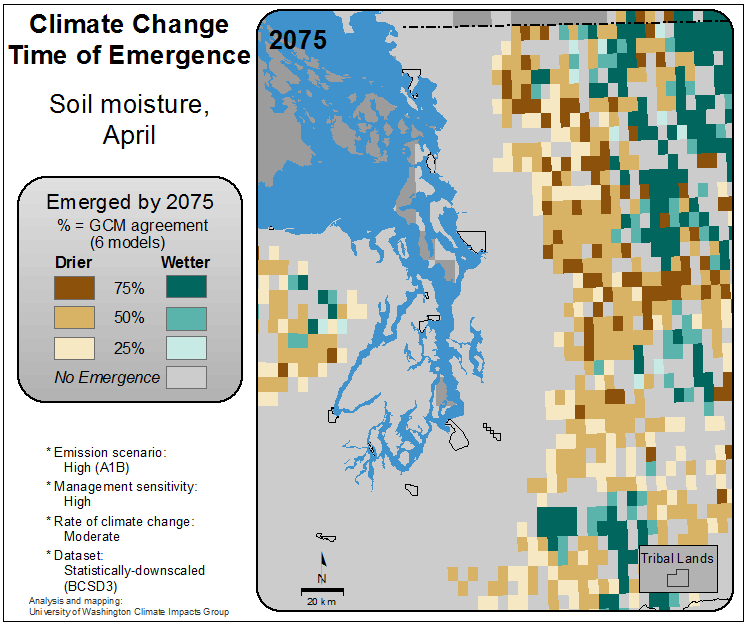 Climate Change
Time of Emergence
Soil moisture,
April
Emerged by 2075
% = GCM agreement
(6 models)
Drier Wetter
75%
50%
25%
No Emergence
* Emission scenario:
High (A1B)
* Management sensitivity:
High
* Rate of climate change:
Moderate
* Dataset:
Statistically-downscaled
(BCSD3)
Analysis and mapping:
University of Washington Climate Impacts Group
2075
N
20 km
Tribal Lands